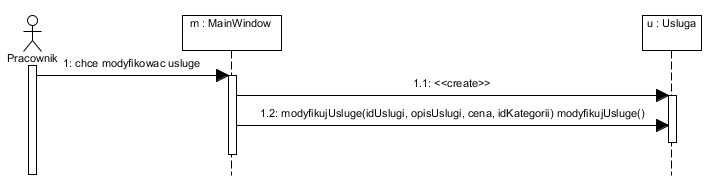 m : MainWindow
u : Usluga
Pracownik
1: chce modyfikowac usluge
1.1: <<create>>
1.2: modyfikujUsluge(idUslugi, opisUslugi, cena, idKategorii) modyfikujUsluge()